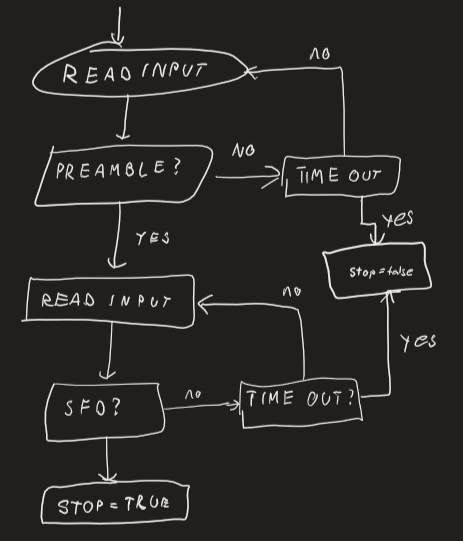 NO
READ INPUT
NO
PREAMBLE?
TIME OUT
YES
YES
Stop=false
READ INPUT
no
YES
SFD?
no
TIME OUT?
STOP=TRUE